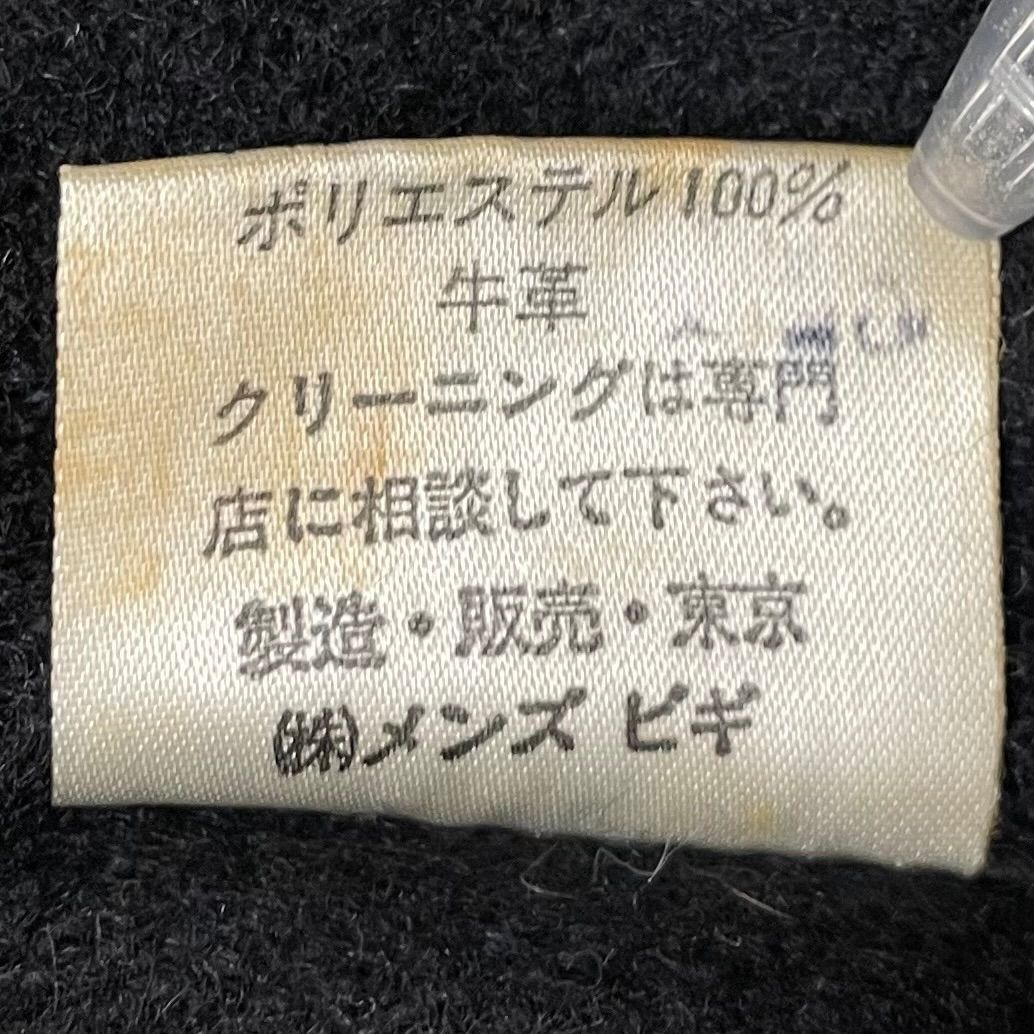 ポリエステル100%
牛革
クリーニングは専門
店に相談して下さい。
製造・販売・東京
㈱メンズ ビギ